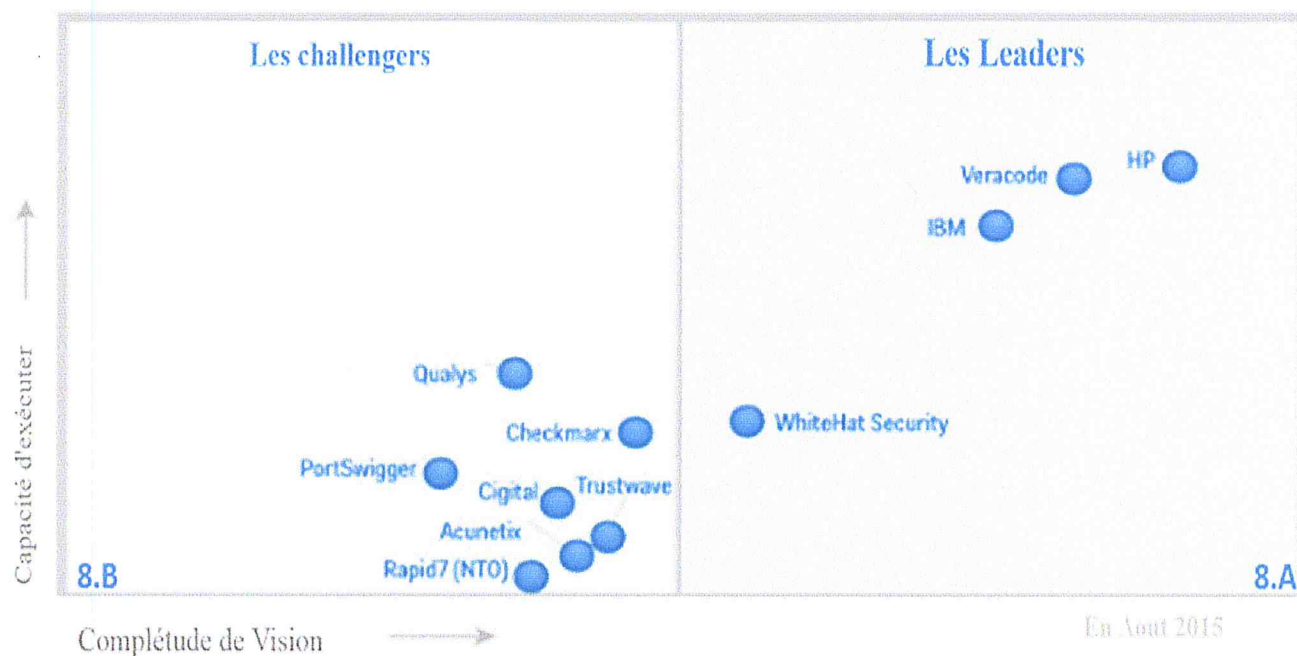 Les challengers
Les Leaders
HP
Veracode
IBM
Qualys
WhiteHat Security
Checkmarx
PortSwigger
Cigital
Trustwave
Acunetix
Rapid7 (NTO)
8.B
8.A
Capacité d'exécuter
Complétude de Vision
En Aout 2015